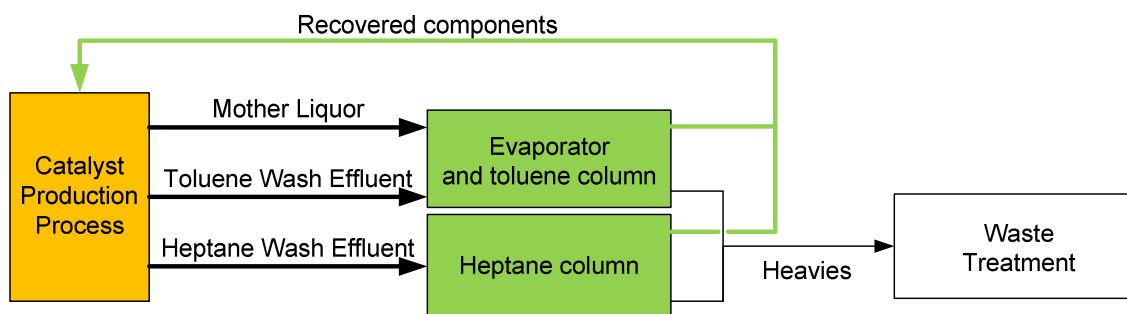 Recovered components
Mother Liquor
Catalyst
Production
Process
Toluene Wash Effluent
Heptane Wash Effluent
Evaporator
and toluene column
Heptane column
Heavies
Waste
Treatment